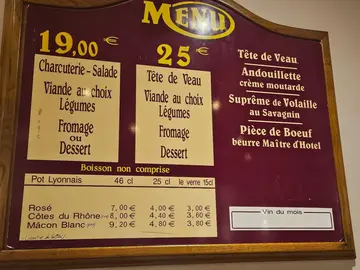 MENU
19,00 €
Charcuterie - Salade
Viande au choix
Légumes
Fromage
ou
Dessert
25 €
Tête de Veau
Viande au choix
Légumes
Fromage
Dessert
Tête de Veau
Andouillette
crème moutarde
Suprême de Volaille
au Savagnin
Pièce de Boeuf
beurre Maître d'Hotel
Boisson non comprise
Pot Lyonnais 46 cl 25 cl le verre 15cl
Rosé 7,00 € 4,00 € 3,60 €
Côtes du Rhône 8,00 € 4,40 € 3,80 €
Mâcon Blanc 9,20 € 4,80 € 3,80 €
Vin du mois